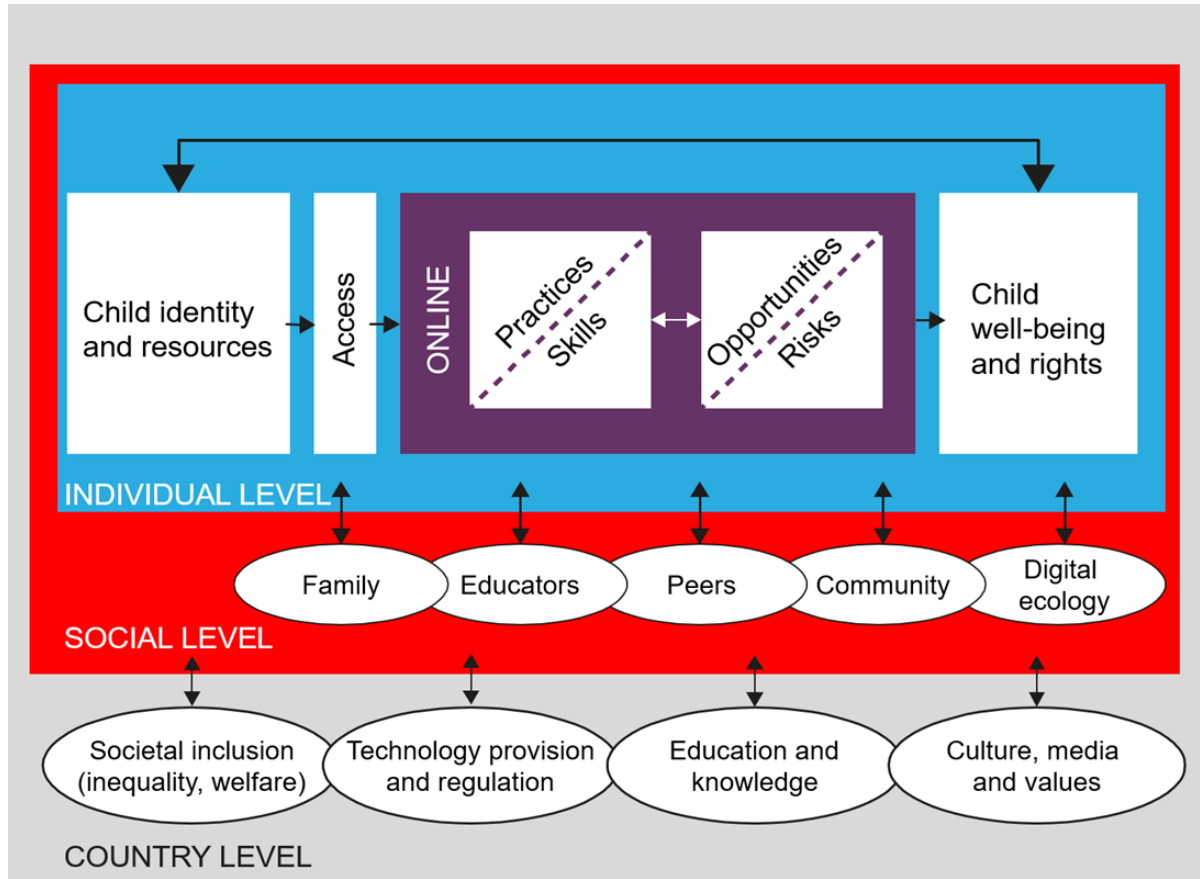 Child identity
and resources
Access
ONLINE
Practices
Skills
Opportunities
Risks
Child
well-being
and rights
INDIVIDUAL LEVEL
Family
Educators
Peers
Community
Digital
ecology
SOCIAL LEVEL
Societal inclusion
(inequality, welfare)
Technology provision
and regulation
Education and
knowledge
Culture, media
and values
COUNTRY LEVEL